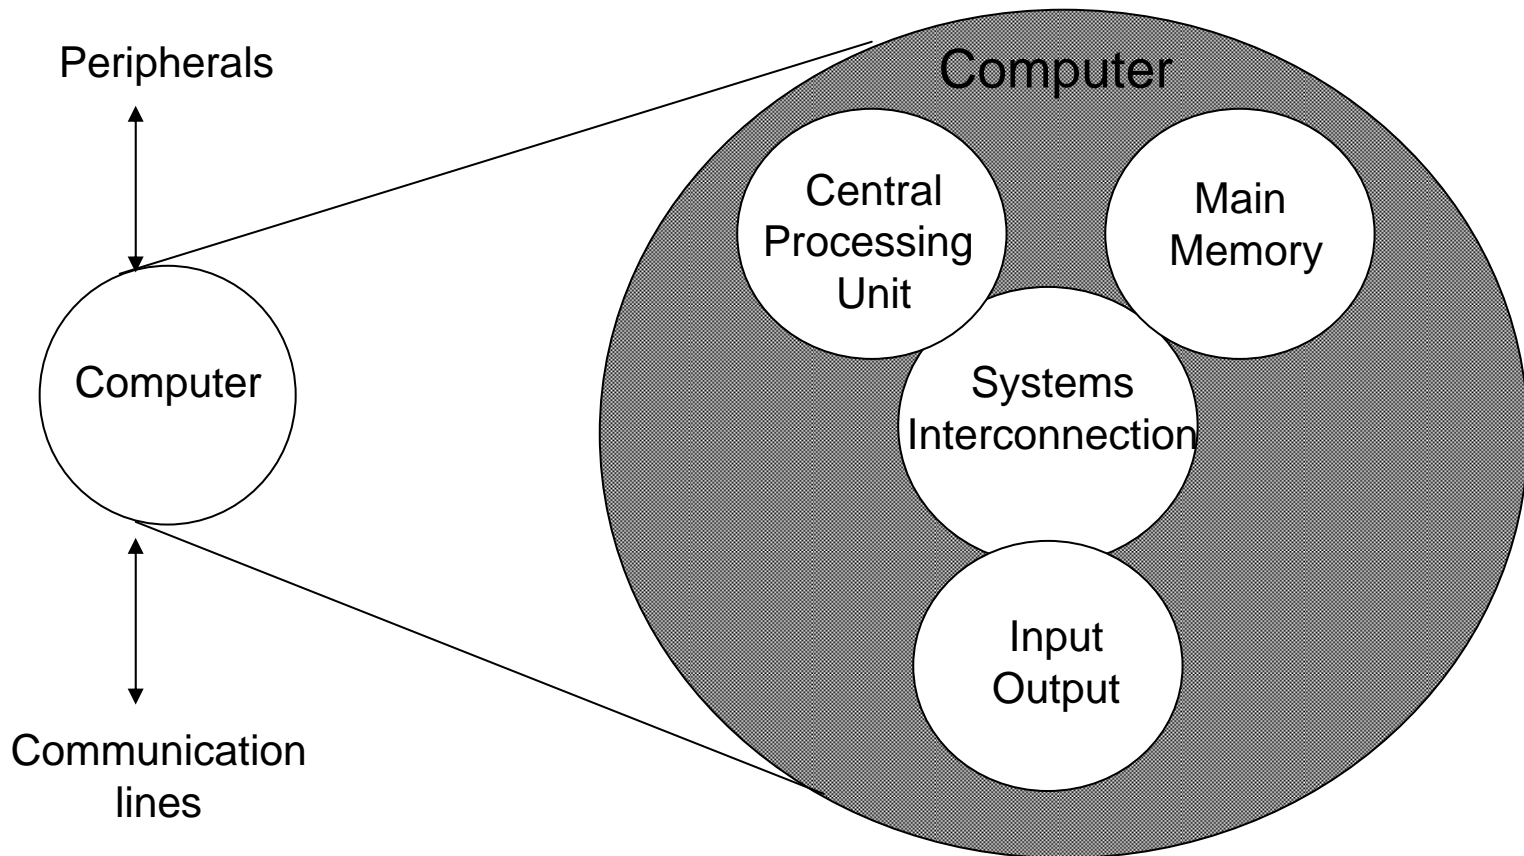 Peripherals
Computer
Communication
lines
Computer
Central
Processing
Unit
Main
Memory
Systems
Interconnection
Input
Output